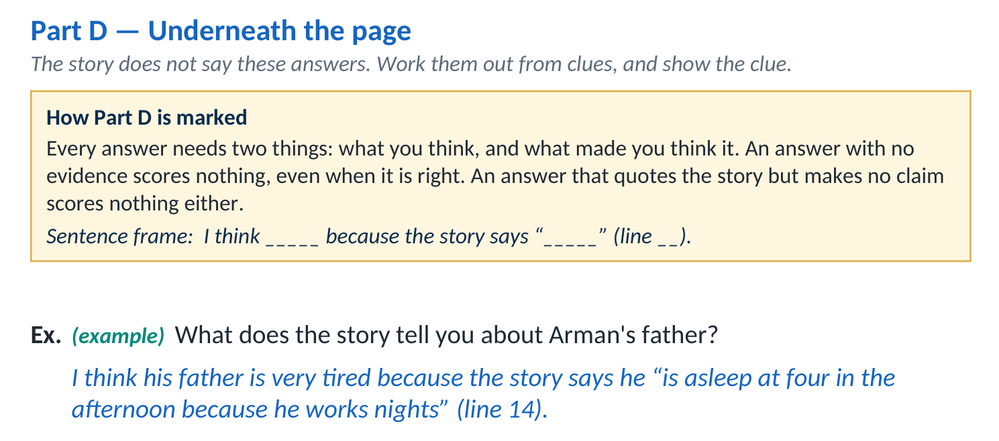 Part D — Underneath the page
The story does not say these answers. Work them out from clues, and show the clue.
How Part D is marked
Every answer needs two things: what you think, and what made you think it. An answer with no
evidence scores nothing, even when it is right. An answer that quotes the story but makes no claim
scores nothing either.
Sentence frame:  I think _____ because the story says “_____” (line __).
Ex. (example) What does the story tell you about Arman's father?
I think his father is very tired because the story says he “is asleep at four in the
afternoon because he works nights” (line 14).